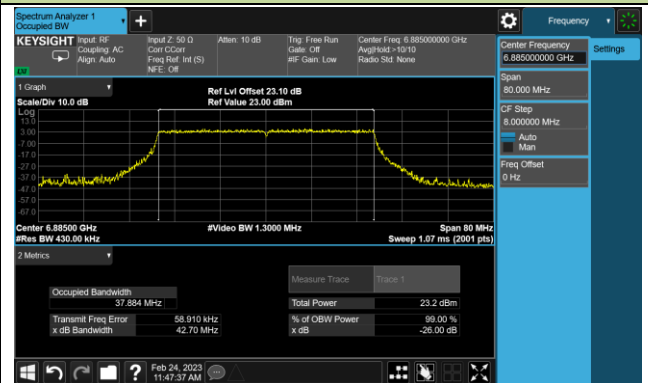 Spectrum Analyzer 1
Occupied BW
Frequency
KEYSIGHT
Input: RF
Coupling: AC
Align: Auto
Input Z: 50 Ω
Corr CCorr
Freq Ref: Int (S)
NFE: Off
Atten: 10 dB
Trig: Free Run
Gate: Off
#IF Gain: Low
Center Freq: 6.885000000 GHz
Avg|Hold:>10/10
Radio Std: None
Center Frequency
6.885000000 GHz
Settings
Span
80.000 MHz
CF Step
8.000000 MHz
Auto
Man
Freq Offset
0 Hz
1 Graph
Scale/Div 10.0 dB
Ref Lvl Offset 23.10 dB
Ref Value 23.00 dBm
Log
13.0
3.00
-7.00
-17.0
-27.0
-37.0
-47.0
-57.0
-67.0
Center 6.88500 GHz
#Res BW 430.00 kHz
#Video BW 1.3000 MHz
Span 80 MHz
Sweep 1.07 ms (2001 pts)
2 Metrics
Measure Trace
Trace 1
Occupied Bandwidth
37.884 MHz
Total Power
23.2 dBm
Transmit Freq Error
58.910 kHz
% of OBW Power
99.00 %
x dB Bandwidth
42.70 MHz
x dB
-26.00 dB
Feb 24, 2023
11:47:37 AM